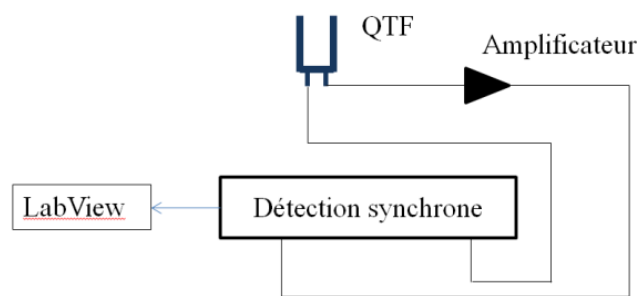 QTF
Amplificateur
LabView
Détection synchrone